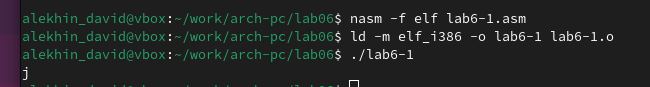 alekhin_david@vbox:~/work/arch-pc/lab06$ nasm -f elf lab6-1.asm
alekhin_david@vbox:~/work/arch-pc/lab06$ ld -m elf_i386 -o lab6-1 lab6-1.o
alekhin_david@vbox:~/work/arch-pc/lab06$ ./lab6-1
j